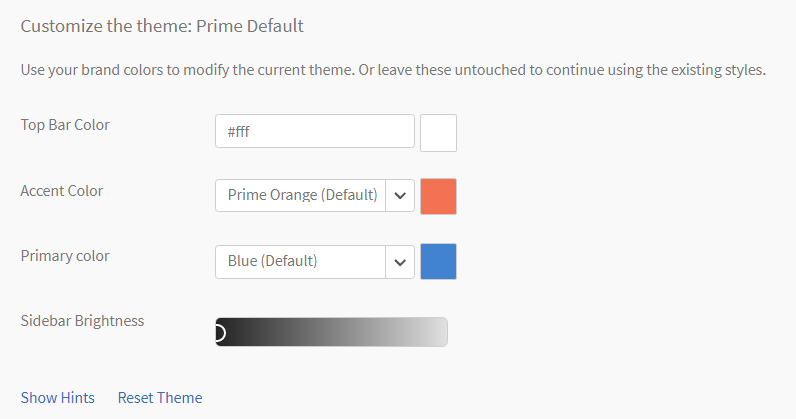 Customize the theme: Prime Default
Use your brand colors to modify the current theme. Or leave these untouched to continue using the existing styles.
Top Bar Color
#fff
Accent Color
Prime Orange (Default)
Primary color
Blue (Default)
Sidebar Brightness
Show Hints Reset Theme